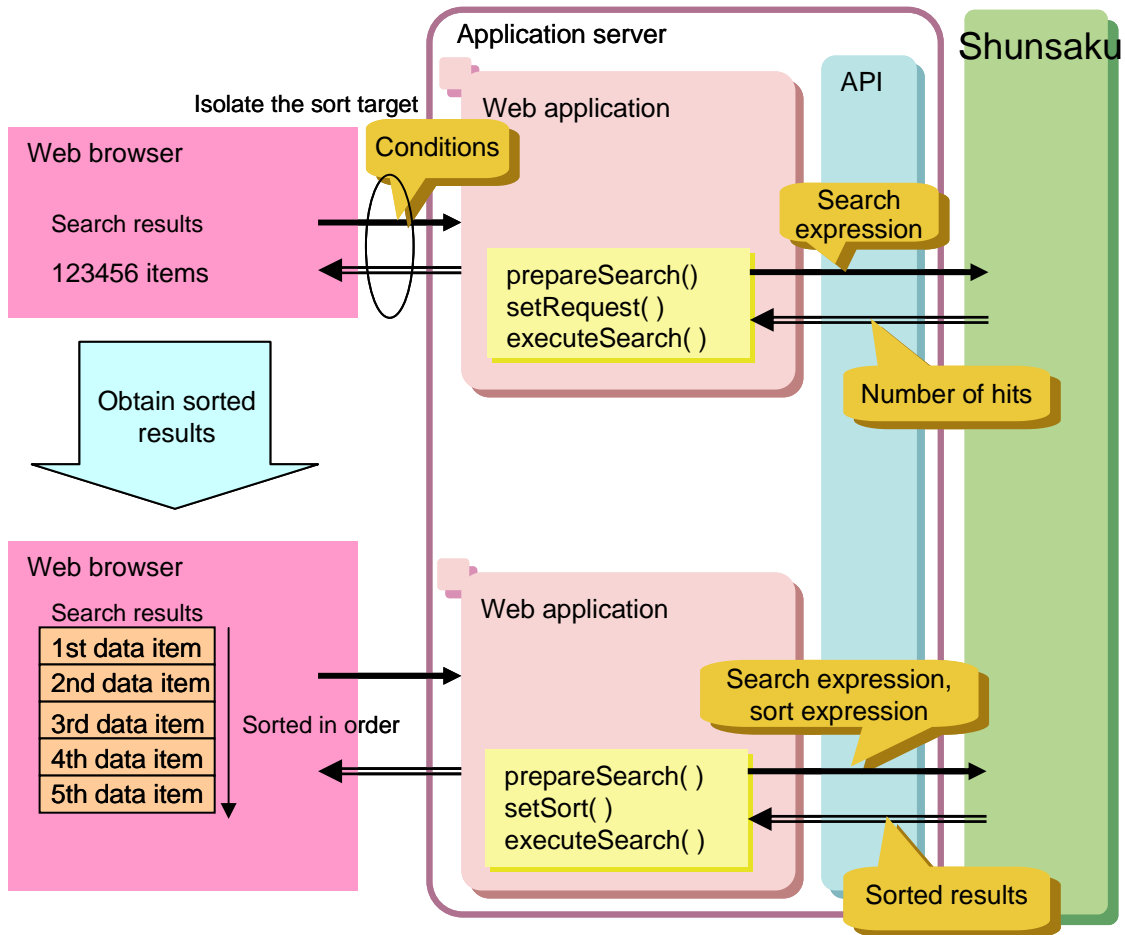 Application server
Shunsaku
API
Isolate the sort target
Web application
Web browser
Conditions
Search
expression
Search results
123456 items
prepareSearch()
setRequest( )
executeSearch( )
Number of hits
Obtain sorted
results
Web browser
Web application
Search results
1st data item
2nd data item
3rd data item
4th data item
5th data item
Sorted in order
Search expression,
sort expression
prepareSearch( )
setSort( )
executeSearch( )
Sorted results